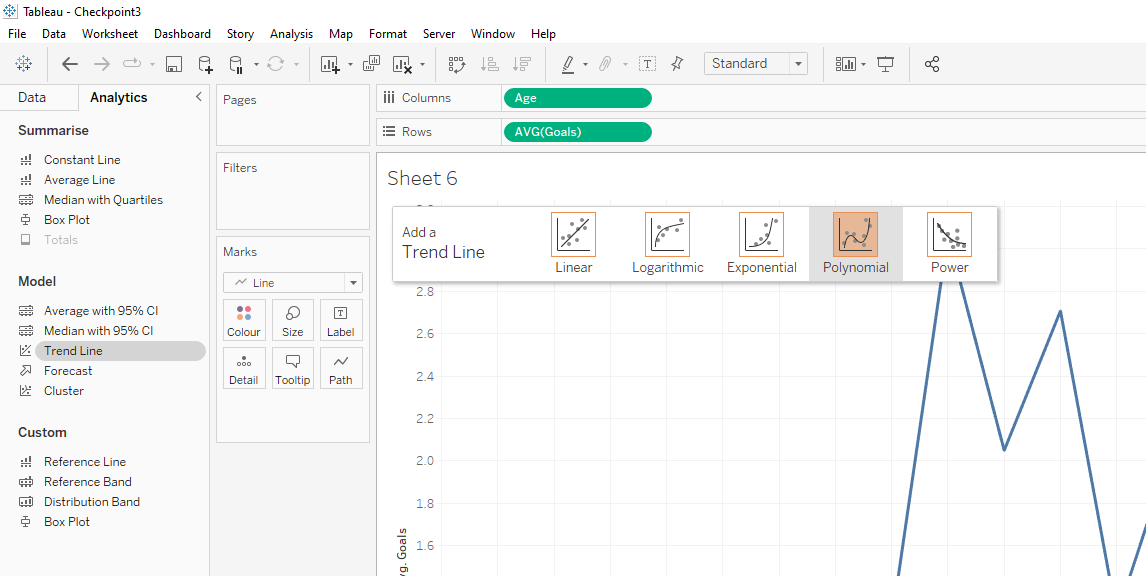 Tableau - Checkpoint3
File Data Worksheet Dashboard Story Analysis Map Format Server Window Help
Standard
Data Analytics
Summarise
Constant Line
Average Line
Median with Quartiles
Box Plot
Totals
Model
Average with 95% CI
Median with 95% CI
Trend Line
Forecast
Cluster
Custom
Reference Line
Reference Band
Distribution Band
Box Plot
Pages
Filters
Marks
Line
Colour Size Label
Detail Tooltip Path
Columns Age
Rows AVG(Goals)
Sheet 6
Add a
Trend Line
Linear Logarithmic Exponential Polynomial Power
2.8
2.6
2.4
2.2
2.0
1.8
1.6